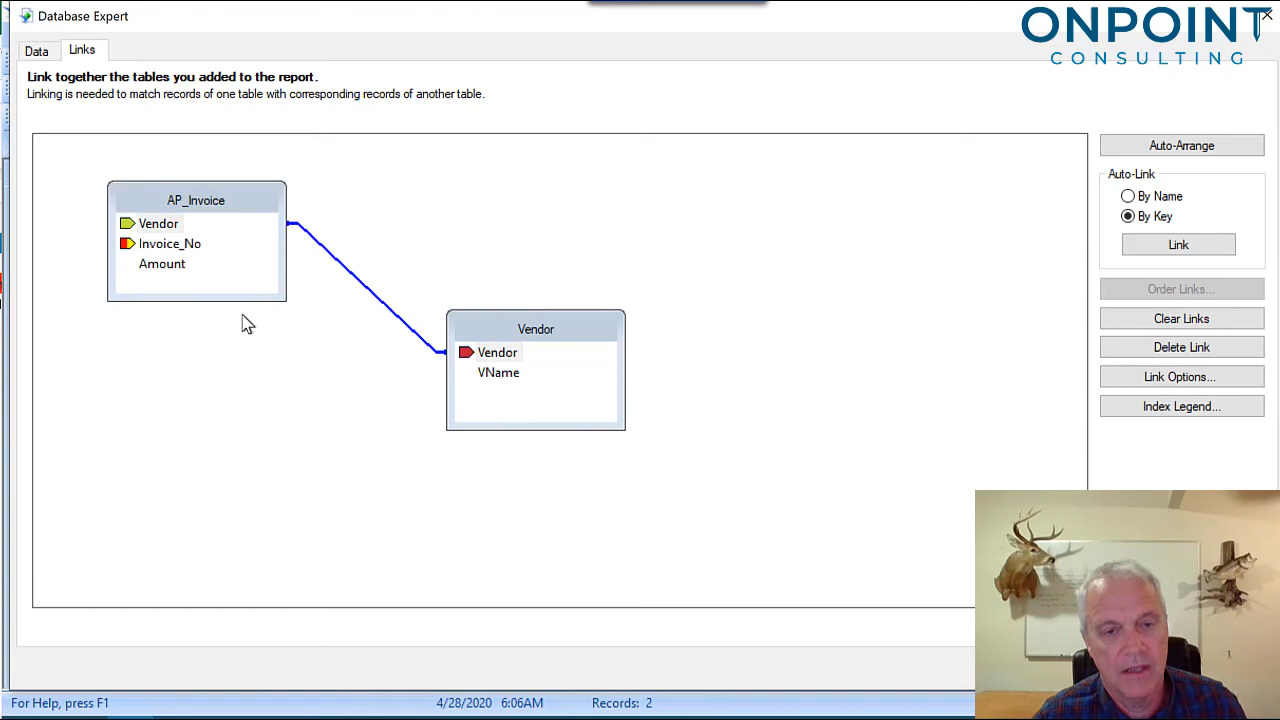 Database Expert
ONPOINT
CONSULTING
Data
Links
Link together the tables you added to the report.
Linking is needed to match records of one table with corresponding records of another table.
AP_Invoice
Vendor
Invoice_No
Amount
Vendor
Vendor
VName
Auto-Arrange
Auto-Link
By Name
By Key
Link
Order Links...
Clear Links
Delete Link
Link Options...
Index Legend...
For Help, press F1
4/28/2020 6:06AM
Records: 2